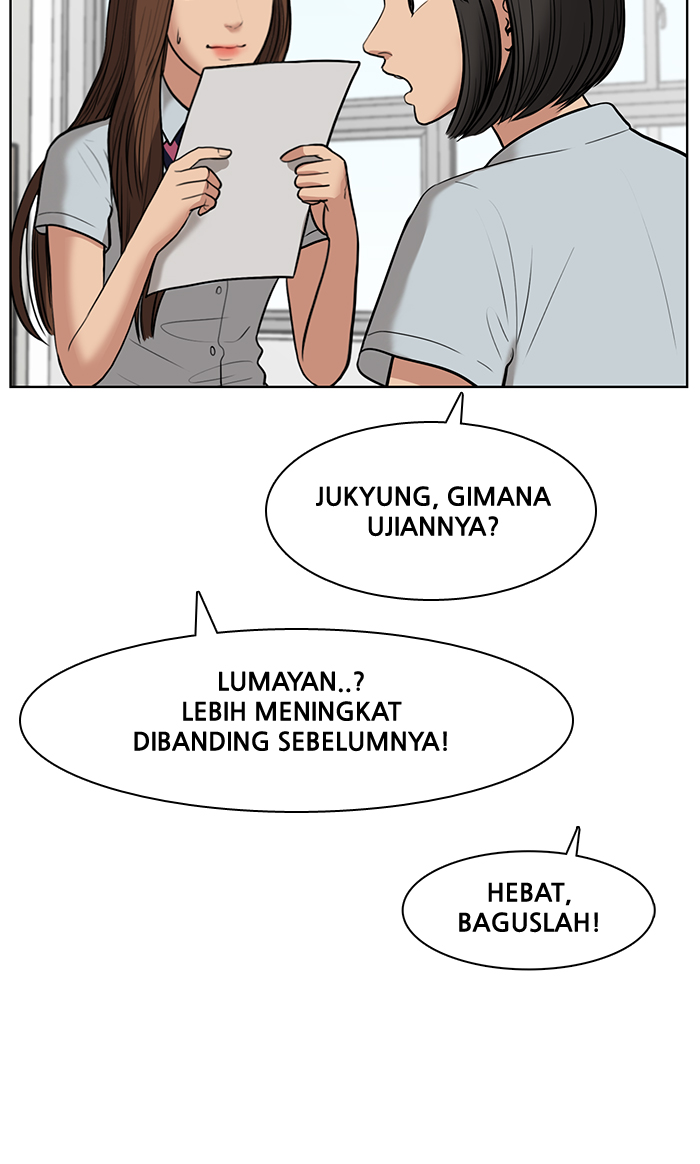 JUKYUNG, GIMANA
UJIANNYA?
LUMAYAN..?
LEBIH MENINGKAT
DIBANDING SEBELUMNYA!
HEBAT,
BAGUSLAH!